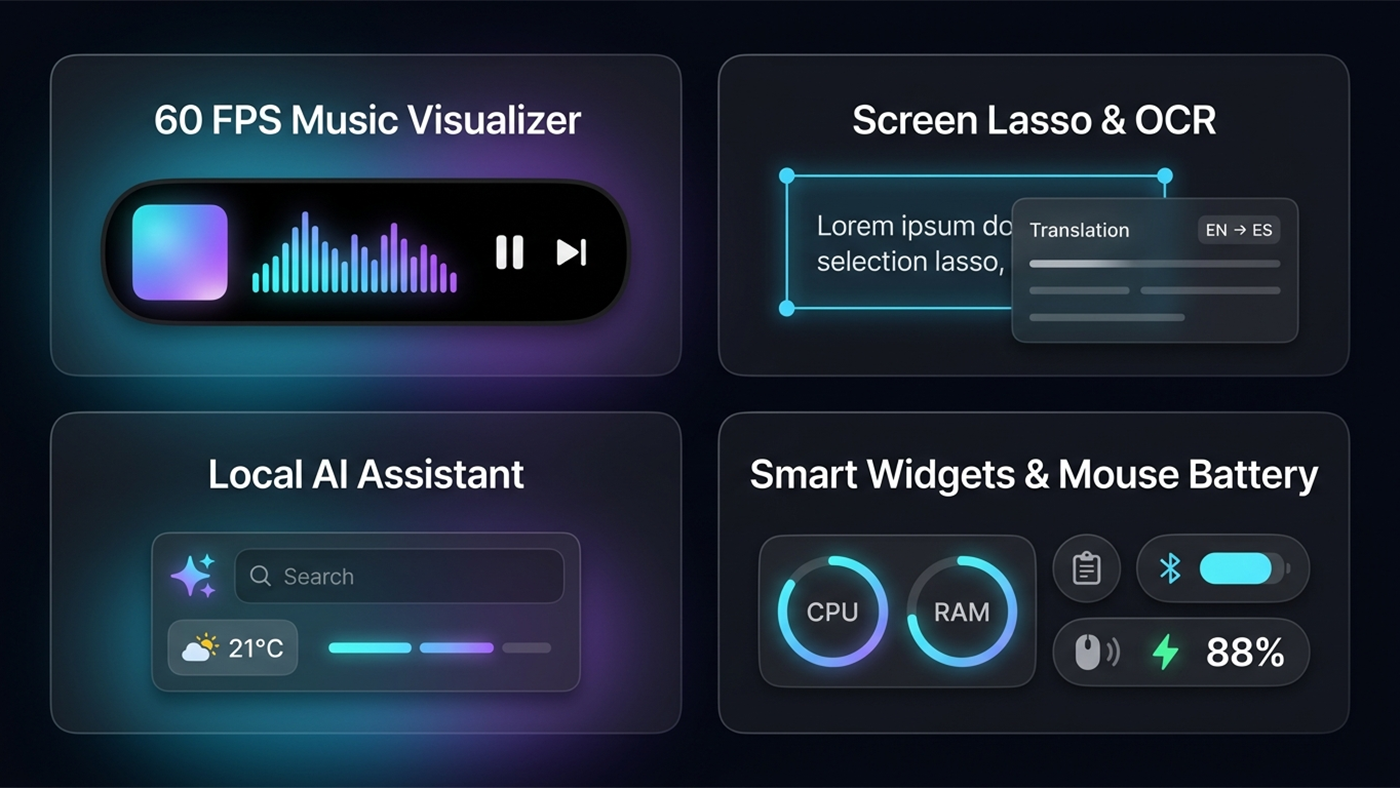 60 FPS Music Visualizer
Screen Lasso & OCR
Lorem ipsum do
selection lasso,
Translation
EN → ES
Local AI Assistant
Search
21°C
Smart Widgets & Mouse Battery
CPU
RAM
88%